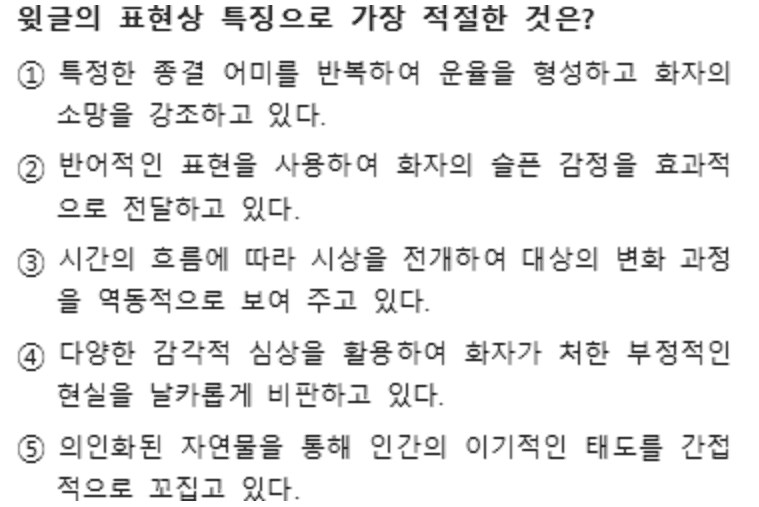 윗글의 표현상 특징으로 가장 적절한 것은?
① 특정한 종결 어미를 반복하여 운율을 형성하고 화자의
소망을 강조하고 있다.
② 반어적인 표현을 사용하여 화자의 슬픈 감정을 효과적
으로 전달하고 있다.
③ 시간의 흐름에 따라 시상을 전개하여 대상의 변화 과정
을 역동적으로 보여 주고 있다.
④ 다양한 감각적 심상을 활용하여 화자가 처한 부정적인
현실을 날카롭게 비판하고 있다.
⑤ 의인화된 자연물을 통해 인간의 이기적인 태도를 간접
적으로 꼬집고 있다.